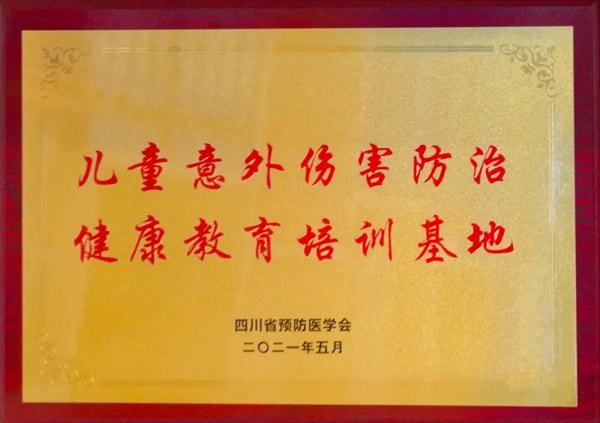 儿童意外伤害防治
健康教育培训基地
四川省预防医学会
二〇二一年五月